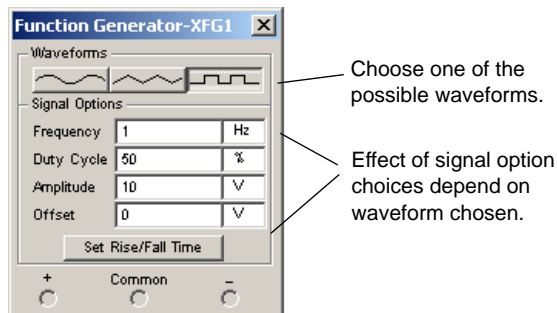 Function Generator-XFG1
Waveforms
Signal Options
Frequency 1 Hz
Duty Cycle 50 %
Amplitude 10 V
Offset 0 V
Set Rise/Fall Time
+ Common −
Choose one of the
possible waveforms.
Effect of signal option
choices depend on
waveform chosen.